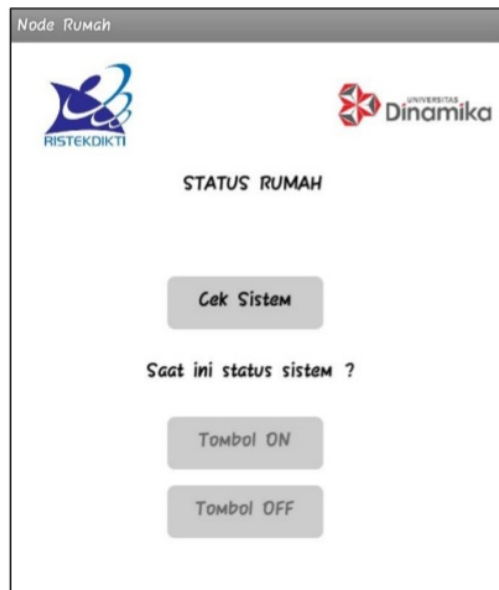 Node Rumah
RISTEKDIKTI
UNIVERSITAS
Dinamika
STATUS RUMAH
Cek Sistem
Saat ini status sistem ?
Tombol ON
Tombol OFF